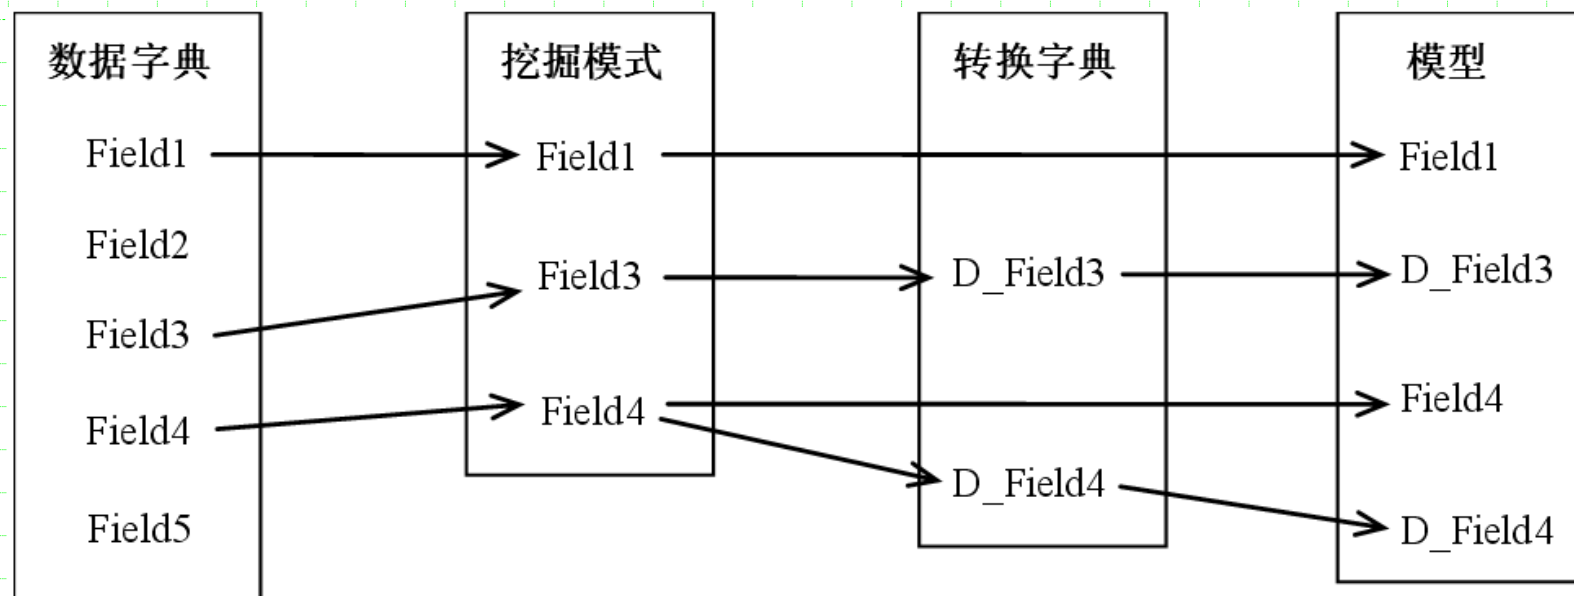 数据字典
Field1
Field2
Field3
Field4
Field5
挖掘模式
Field1
Field3
Field4
转换字典
D_Field3
D_Field4
模型
Field1
D_Field3
Field4
D_Field4